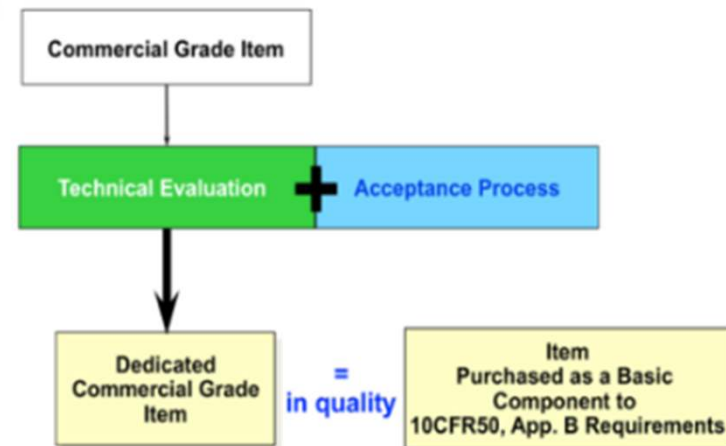 Commercial Grade Item
Technical Evaluation + Acceptance Process
Dedicated
Commercial Grade
Item
=
in quality
Item
Purchased as a Basic
Component to
10CFR50, App. B Requirements